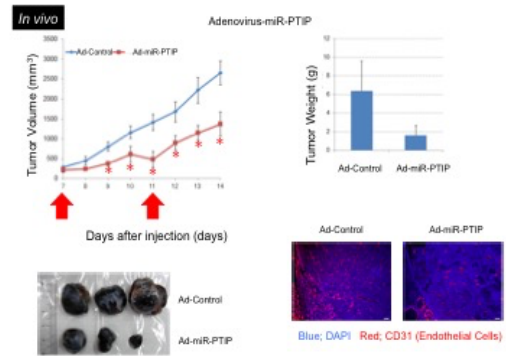 In vivo
Adenovirus-miR-PTIP
Ad-Control Ad-miR-PTIP
Tumor Volume (mm³)
3500
3000
2500
2000
1500
1000
500
0
7 8 9 10 11 12 13 14
* * * * * *
Days after injection (days)
Tumor Weight (g)
12
10
8
6
4
2
0
Ad-Control Ad-miR-PTIP
Ad-Control
Ad-miR-PTIP
Ad-Control Ad-miR-PTIP
Blue; DAPI Red; CD31 (Endothelial Cells)